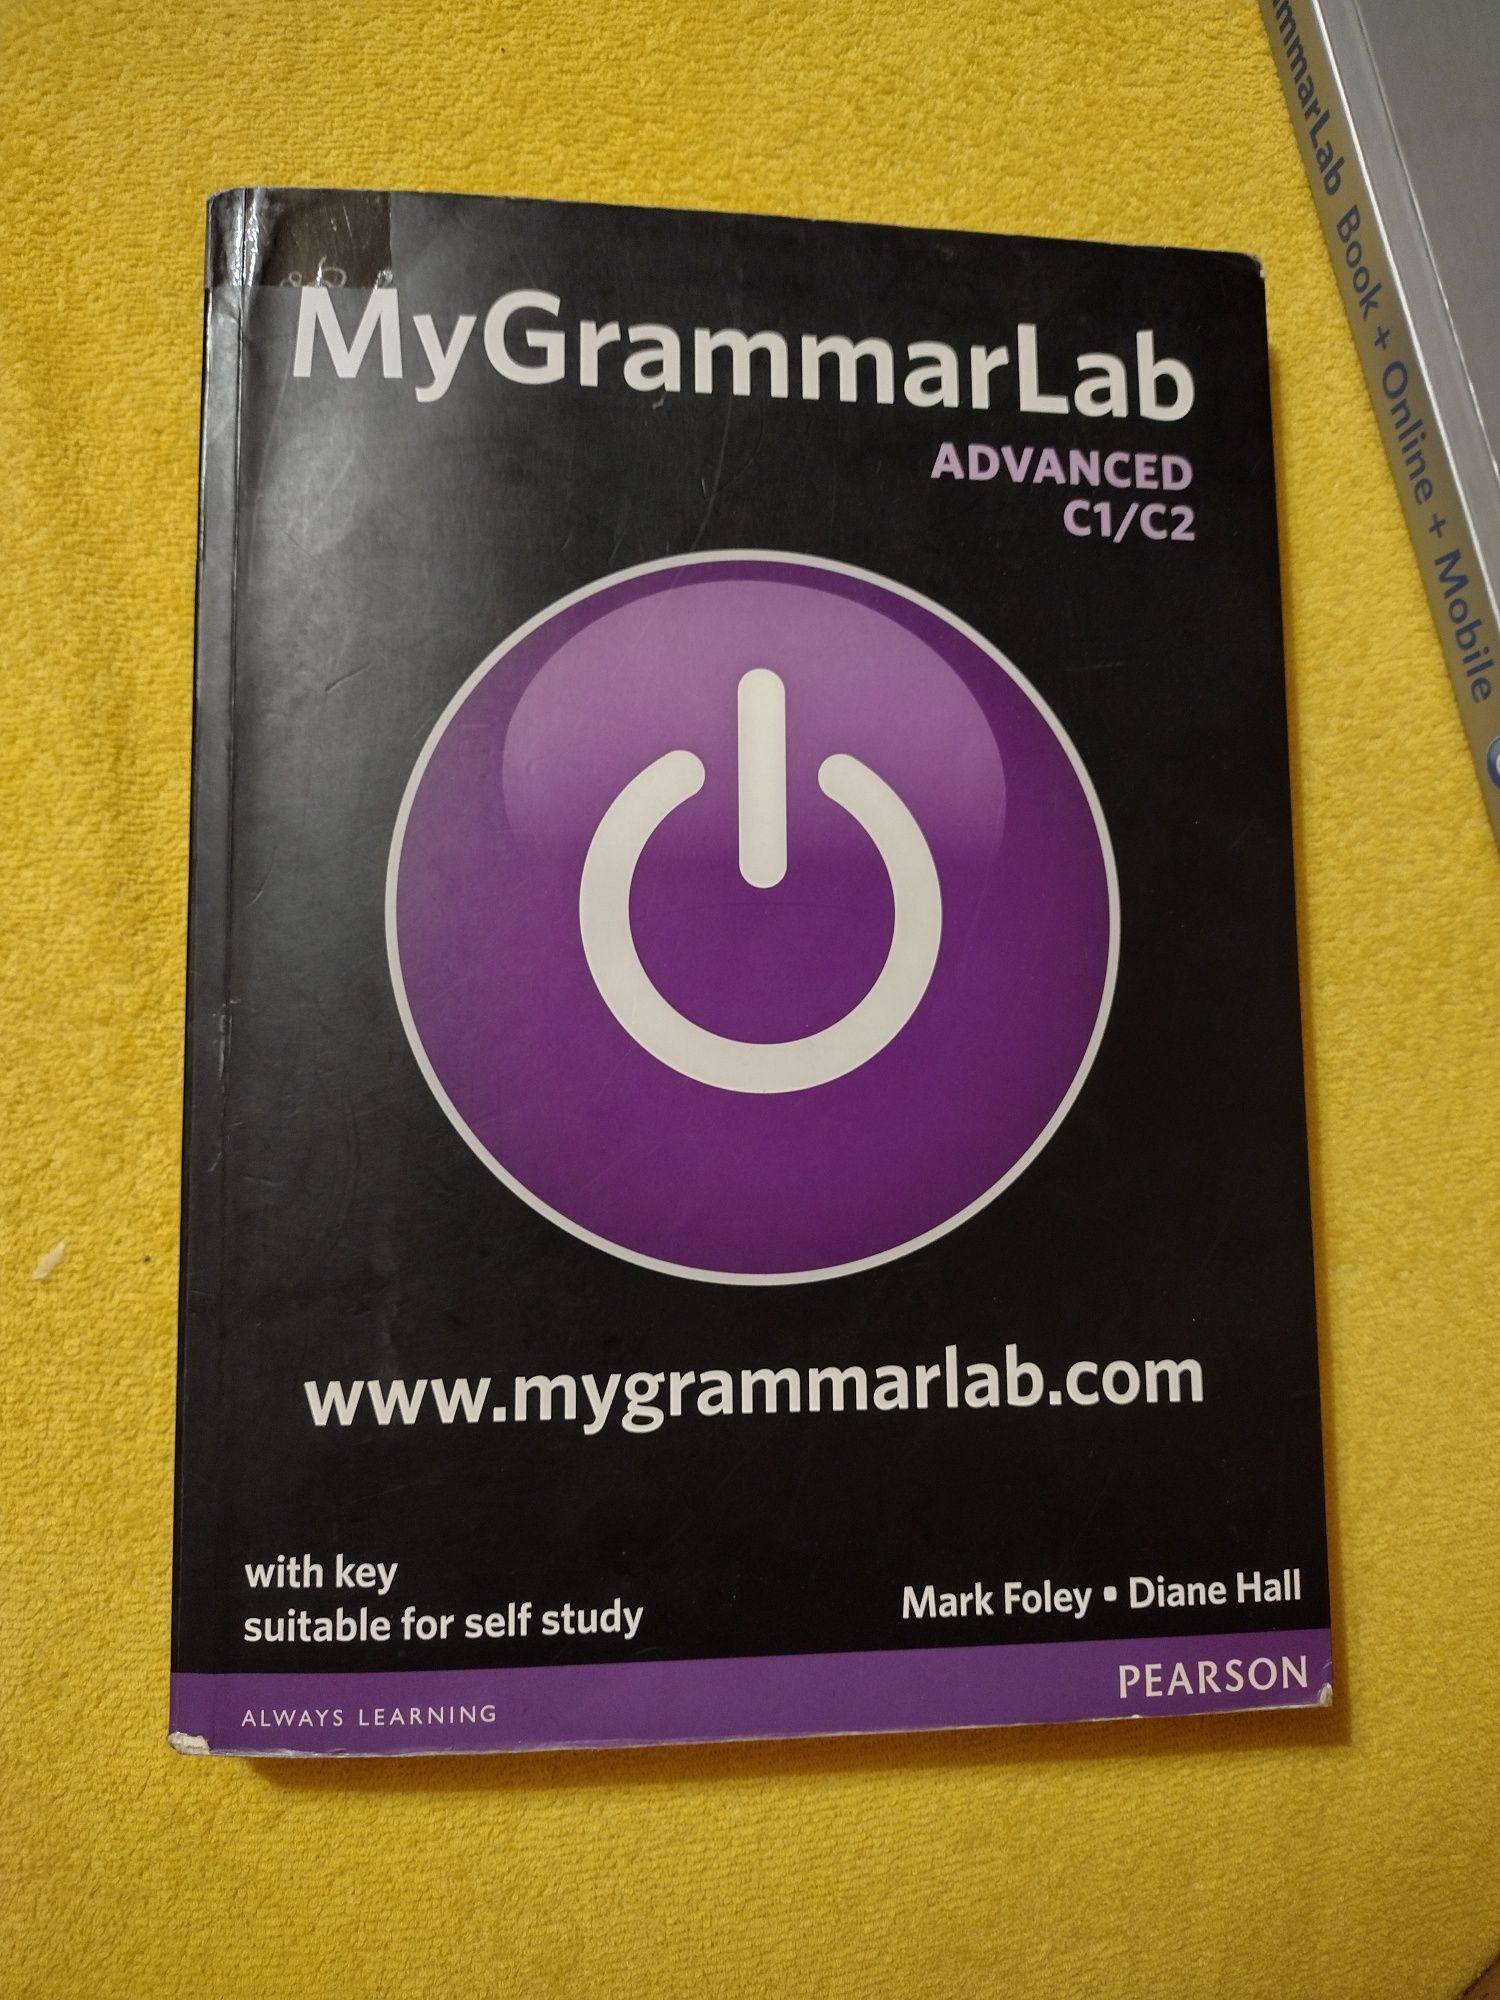 MyGrammarLab
ADVANCED
C1/C2
www.mygrammarlab.com
with key
suitable for self study
Mark Foley • Diane Hall
ALWAYS LEARNING
PEARSON
Book + Online + Mobile